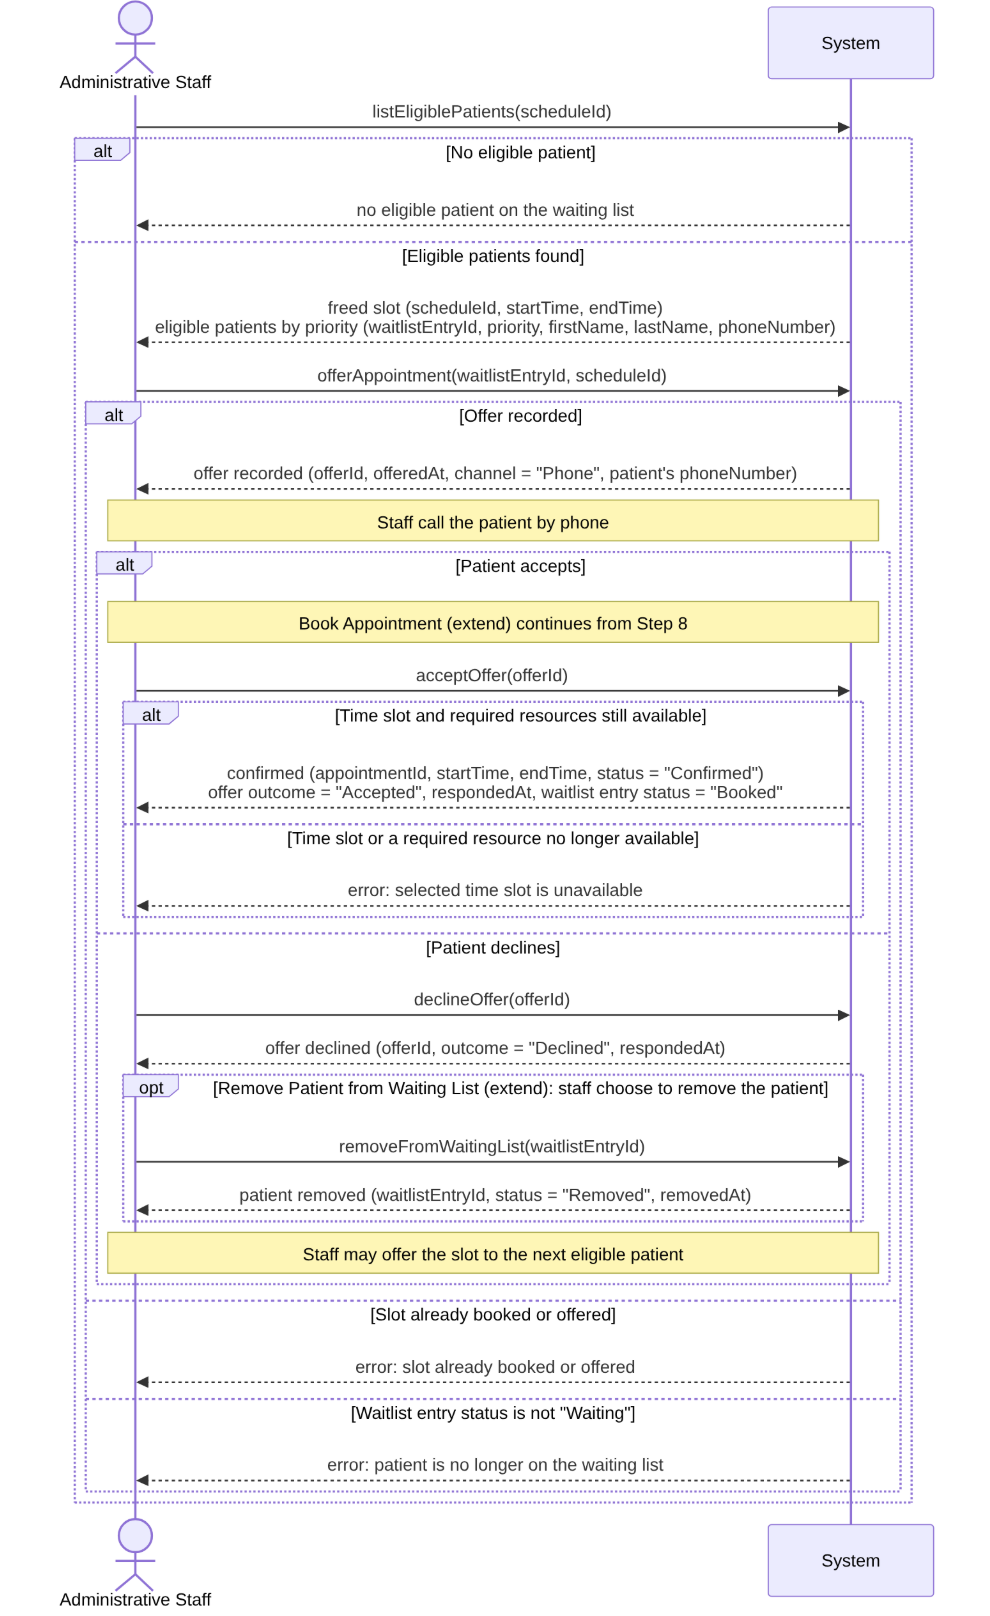 System
Administrative Staff
listEligiblePatients(scheduleId)
alt
[No eligible patient]
no eligible patient on the waiting list
[Eligible patients found]
freed slot (scheduleId, startTime, endTime)
eligible patients by priority (waitlistEntryId, priority, firstName, lastName, phoneNumber)
offerAppointment(waitlistEntryId, scheduleId)
alt
[Offer recorded]
offer recorded (offerId, offeredAt, channel = "Phone", patient's phoneNumber)
Staff call the patient by phone
alt
[Patient accepts]
Book Appointment (extend) continues from Step 8
acceptOffer(offerId)
alt
[Time slot and required resources still available]
confirmed (appointmentId, startTime, endTime, status = "Confirmed")
offer outcome = "Accepted", respondedAt, waitlist entry status = "Booked"
[Time slot or a required resource no longer available]
error: selected time slot is unavailable
[Patient declines]
declineOffer(offerId)
offer declined (offerId, outcome = "Declined", respondedAt)
opt
[Remove Patient from Waiting List (extend): staff choose to remove the patient]
removeFromWaitingList(waitlistEntryId)
patient removed (waitlistEntryId, status = "Removed", removedAt)
Staff may offer the slot to the next eligible patient
[Slot already booked or offered]
error: slot already booked or offered
[Waitlist entry status is not "Waiting"]
error: patient is no longer on the waiting list
System
Administrative Staff